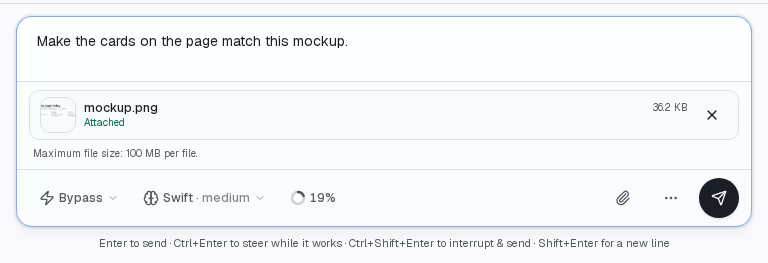 Make the cards on the page match this mockup.
mockup.png
36.2 KB
Attached
Maximum file size: 100 MB per file.
Bypass
Swift · medium
19%
Enter to send · Ctrl+Enter to steer while it works · Ctrl+Shift+Enter to interrupt & send · Shift+Enter for a new line